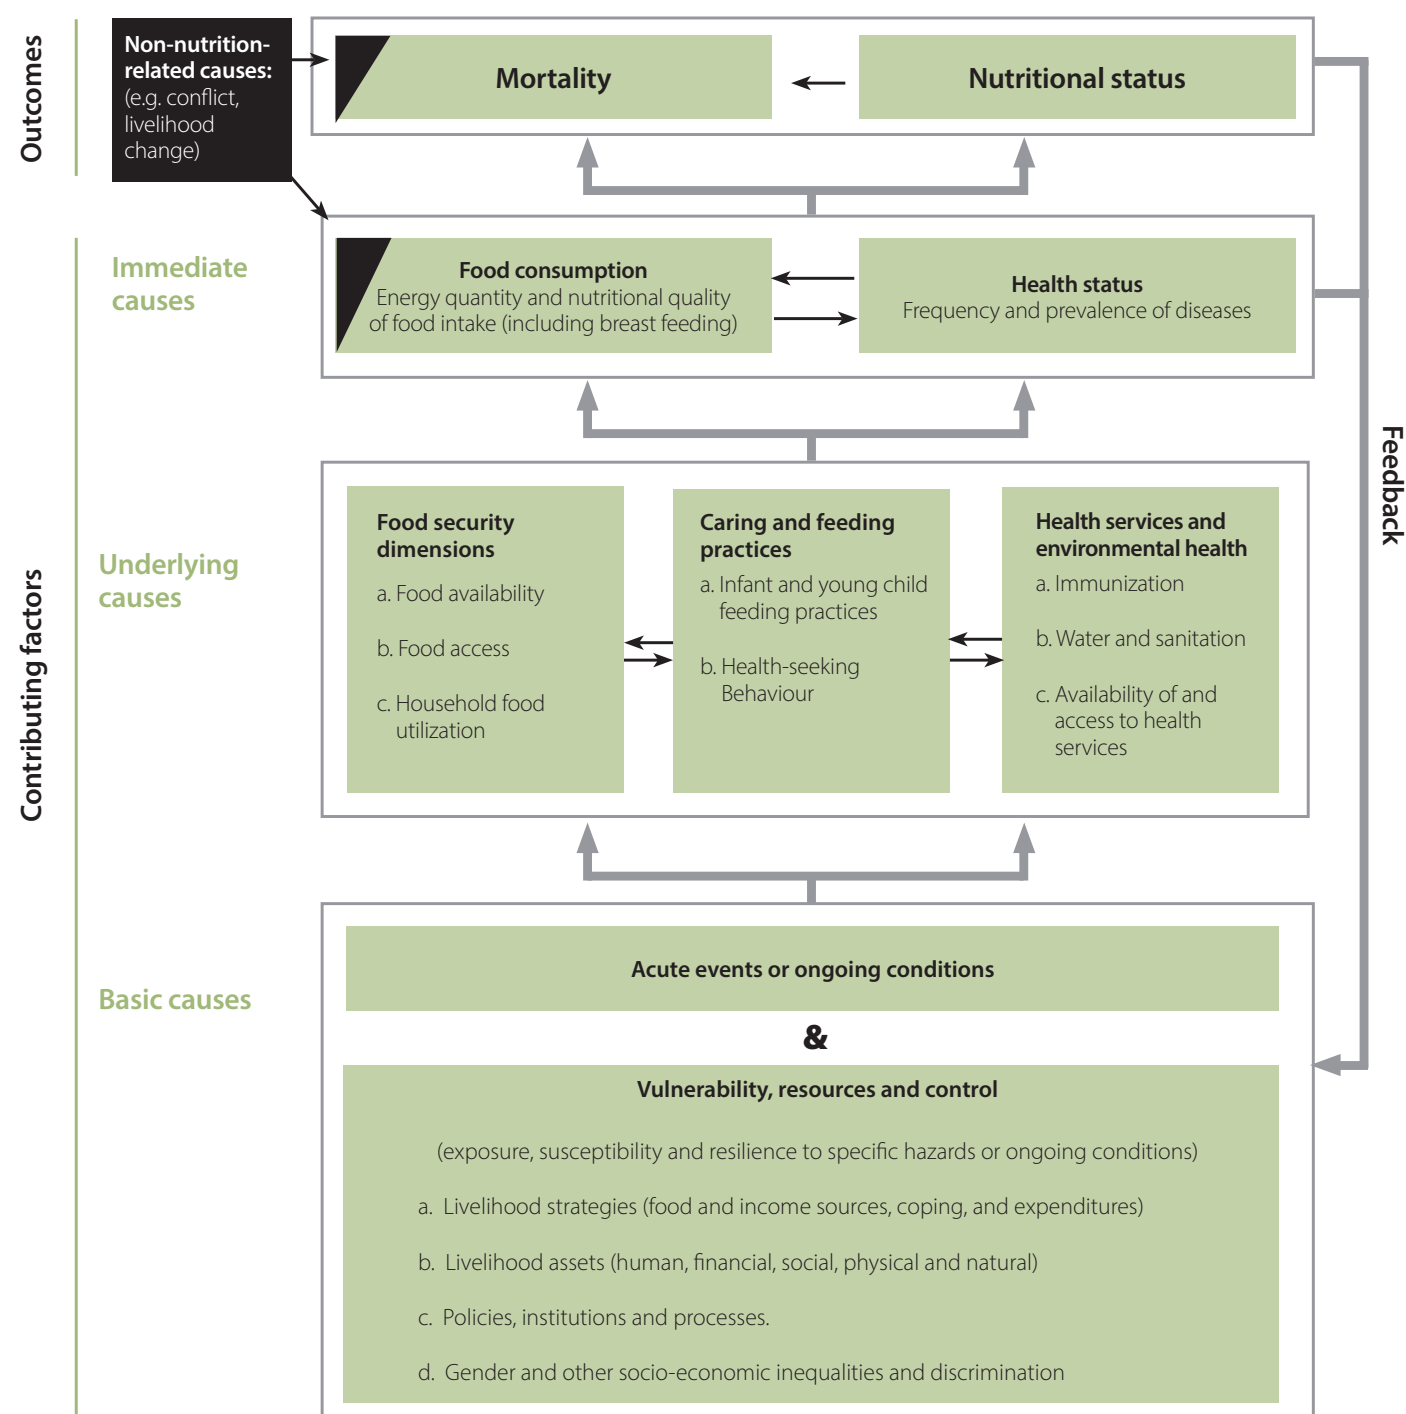 Outcomes
Non-nutrition-
related causes:
(e.g. conflict,
livelihood
change)
Mortality
Nutritional status
Contributing factors
Immediate
causes
Food consumption
Energy quantity and nutritional quality
of food intake (including breast feeding)
Health status
Frequency and prevalence of diseases
Feedback
Underlying
causes
Food security
dimensions
a. Food availability
b. Food access
c. Household food
utilization
Caring and feeding
practices
a. Infant and young child
feeding practices
b. Health-seeking
Behaviour
Health services and
environmental health
a. Immunization
b. Water and sanitation
c. Availability of and
access to health
services
Basic causes
Acute events or ongoing conditions
&
Vulnerability, resources and control
(exposure, susceptibility and resilience to specific hazards or ongoing conditions)
a. Livelihood strategies (food and income sources, coping, and expenditures)
b. Livelihood assets (human, financial, social, physical and natural)
c. Policies, institutions and processes.
d. Gender and other socio-economic inequalities and discrimination